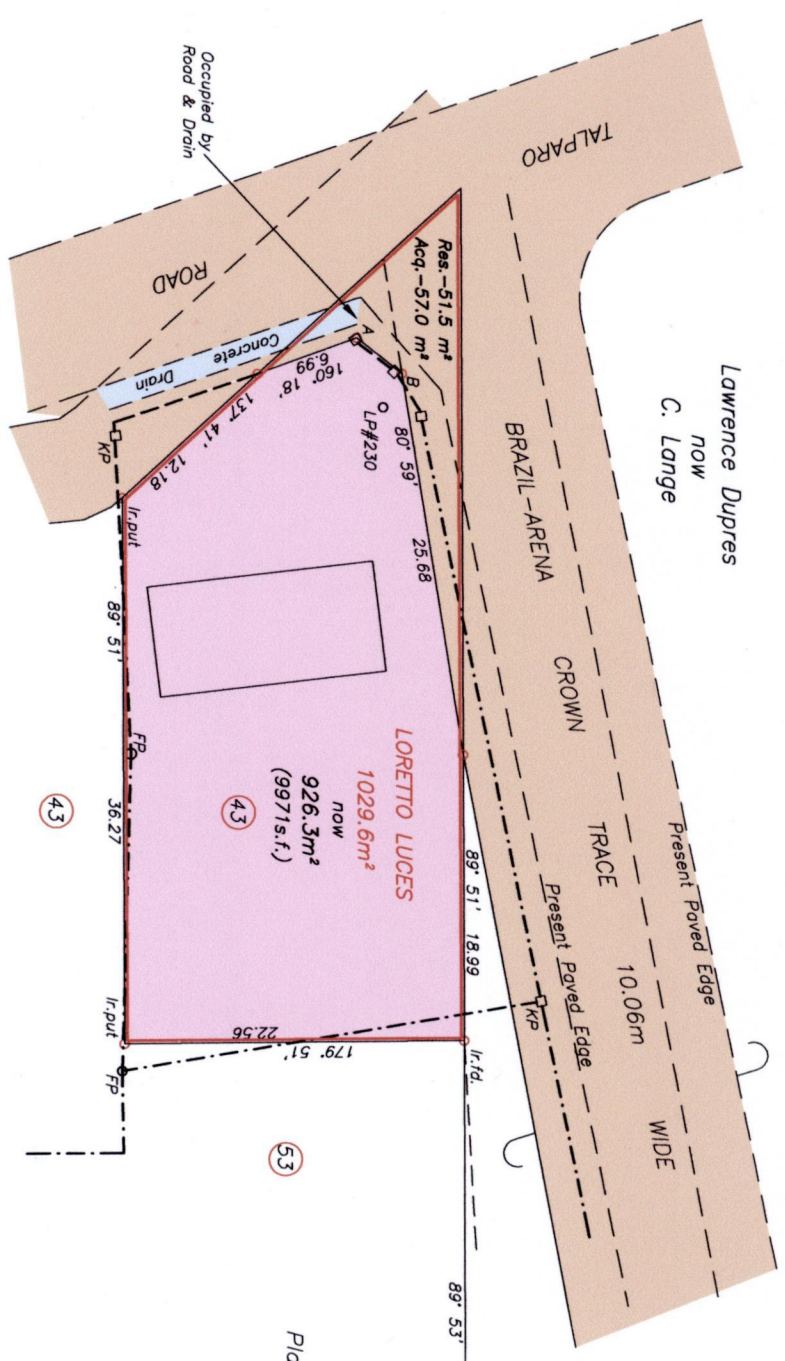 Lawrence Dupres
now
C. Lange
TALPARO
ROAD
Occupied by
Road & Drain
Res.-51.5 m²
Acq.-57.0 m²
Concrete
Drain
BRAZIL-ARENA
CROWN
TRACE
10.06m
WIDE
Present Paved Edge
Present Paved Edge
A
B
6.99
160° 18'
137° 41'
12.18
LP#230
80° 59'
25.68
KP
Ir.put
89° 51'
FP
36.27
Ir.put
FP
LORETTO LUCES
1029.6m²
now
926.3m²
(9971s.f.)
43
43
89° 51'
18.99
22.56
179° 51'
Ir.fd.
KP
53
89° 53'